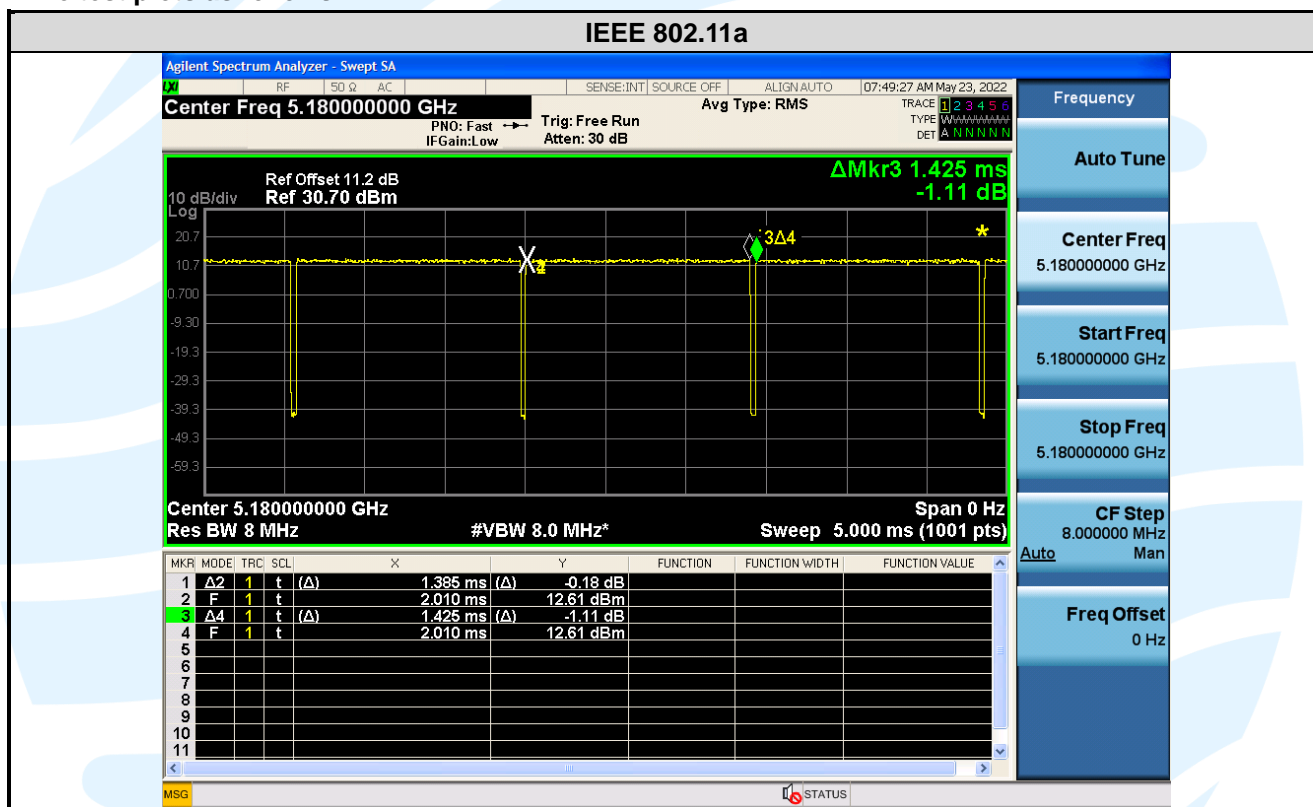 IEEE 802.11a
Agilent Spectrum Analyzer - Swept SA
LXI RF 50 Ω AC SENSE:INT SOURCE OFF ALIGN AUTO 07:49:27 AM May 23, 2022
Center Freq 5.180000000 GHz Avg Type: RMS TRACE 1 2 3 4 5 6
PNO: Fast Trig: Free Run TYPE
IFGain:Low Atten: 30 dB DET A N N N N N
Frequency
Auto Tune
ΔMkr3 1.425 ms
-1.11 dB
Ref Offset 11.2 dB
10 dB/div Ref 30.70 dBm
Log
20.7
10.7
0.700
-9.30
-19.3
-29.3
-39.3
-49.3
-59.3
3Δ4
*
Center 5.180000000 GHz Span 0 Hz
Res BW 8 MHz #VBW 8.0 MHz* Sweep 5.000 ms (1001 pts)
Center Freq
5.180000000 GHz
Start Freq
5.180000000 GHz
Stop Freq
5.180000000 GHz
CF Step
8.000000 MHz
Auto Man
Freq Offset
0 Hz
MKR MODE TRC SCL X Y FUNCTION FUNCTION WIDTH FUNCTION VALUE
1 Δ2 1 t (Δ) 1.385 ms (Δ) -0.18 dB
2 F 1 t 2.010 ms 12.61 dBm
3 Δ4 1 t (Δ) 1.425 ms (Δ) -1.11 dB
4 F 1 t 2.010 ms 12.61 dBm
5
6
7
8
9
10
11
MSG STATUS